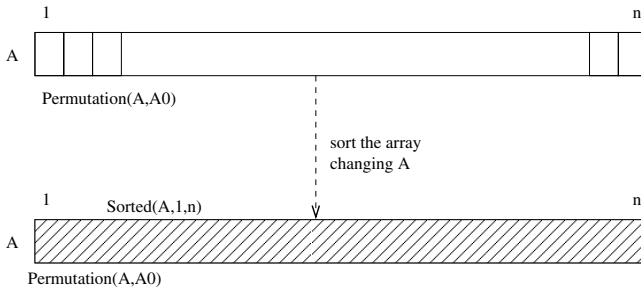 1 n
A
Permutation(A,A0)
sort the array
changing A
1 Sorted(A,1,n) n
A
Permutation(A,A0)